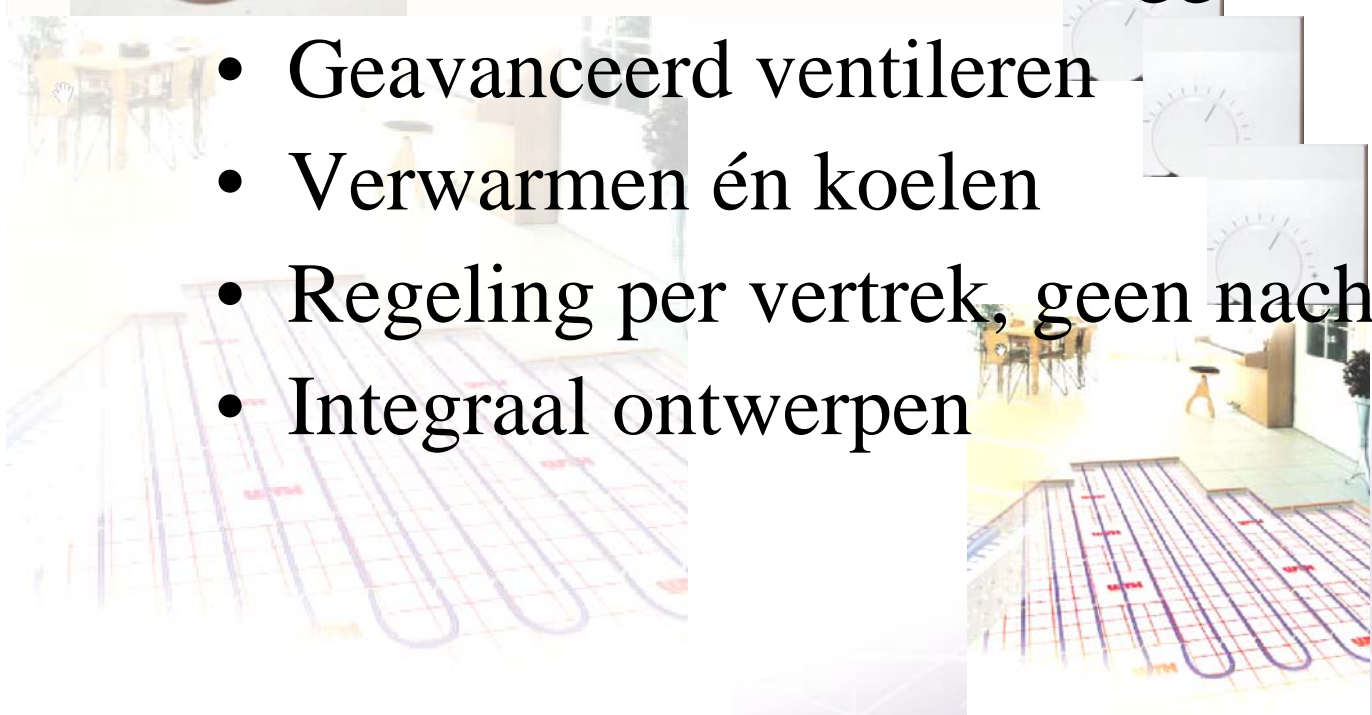 • Geavanceerd ventileren
• Verwarmen én koelen
• Regeling per vertrek, geen nach
• Integraal ontwerpen